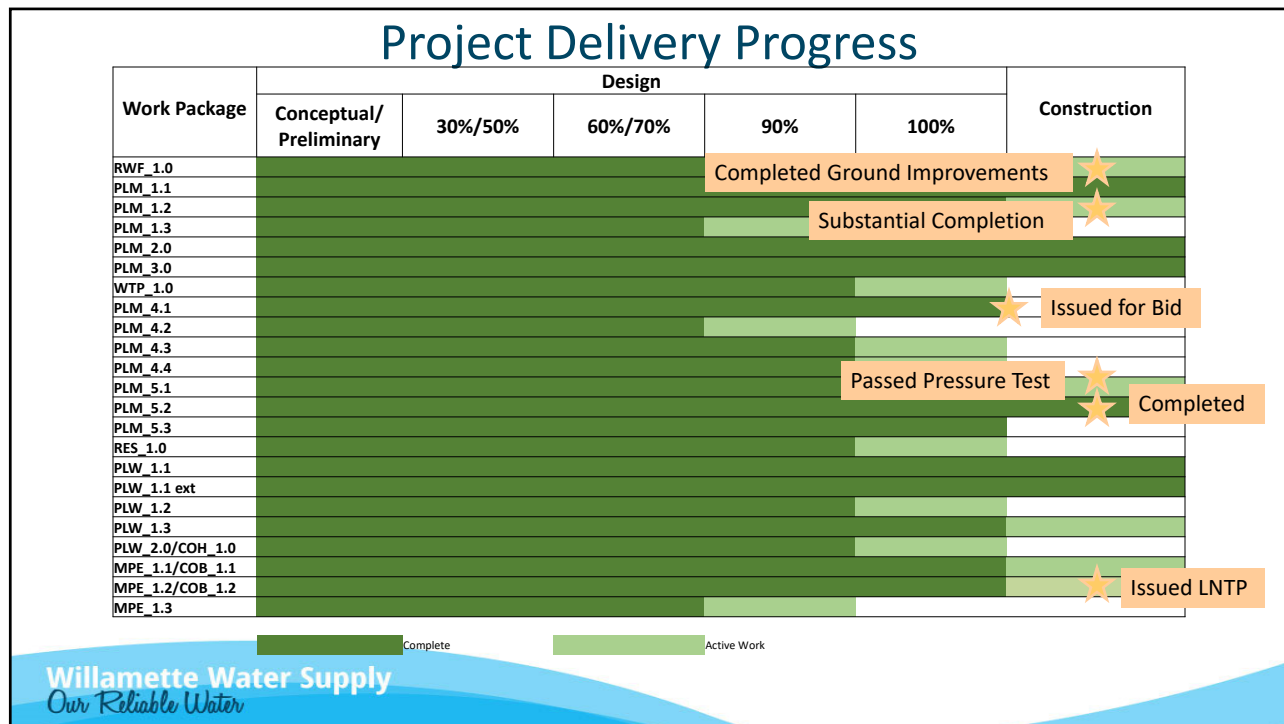 Project Delivery Progress
Work Package
Design
Construction
Conceptual/
Preliminary
30%/50%
60%/70%
90%
100%
RWF_1.0
Completed Ground Improvements
PLM_1.1
PLM_1.2
Substantial Completion
PLM_1.3
PLM_2.0
PLM_3.0
WTP_1.0
PLM_4.1
Issued for Bid
PLM_4.2
PLM_4.3
PLM_4.4
Passed Pressure Test
PLM_5.1
PLM_5.2
Completed
PLM_5.3
RES_1.0
PLW_1.1
PLW_1.1 ext
PLW_1.2
PLW_1.3
PLW_2.0/COH_1.0
MPE_1.1/COB_1.1
MPE_1.2/COB_1.2
Issued LNTP
MPE_1.3
Complete
Active Work
Willamette Water Supply
Our Reliable Water